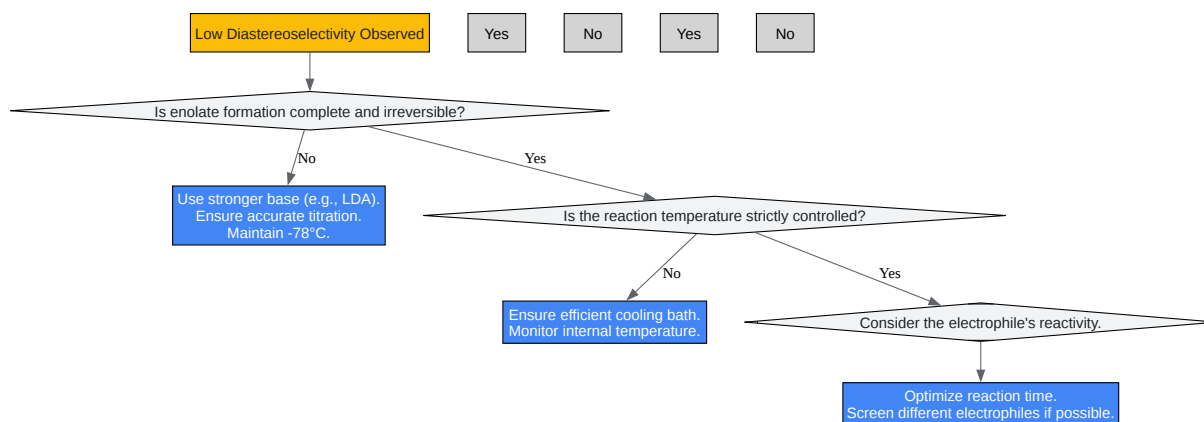 Low Diastereoselectivity Observed
Yes
No
Yes
No
Is enolate formation complete and irreversible?
No
Yes
Use stronger base (e.g., LDA).
Ensure accurate titration.
Maintain -78°C.
Is the reaction temperature strictly controlled?
No
Yes
Ensure efficient cooling bath.
Monitor internal temperature.
Consider the electrophile's reactivity.
Optimize reaction time.
Screen different electrophiles if possible.